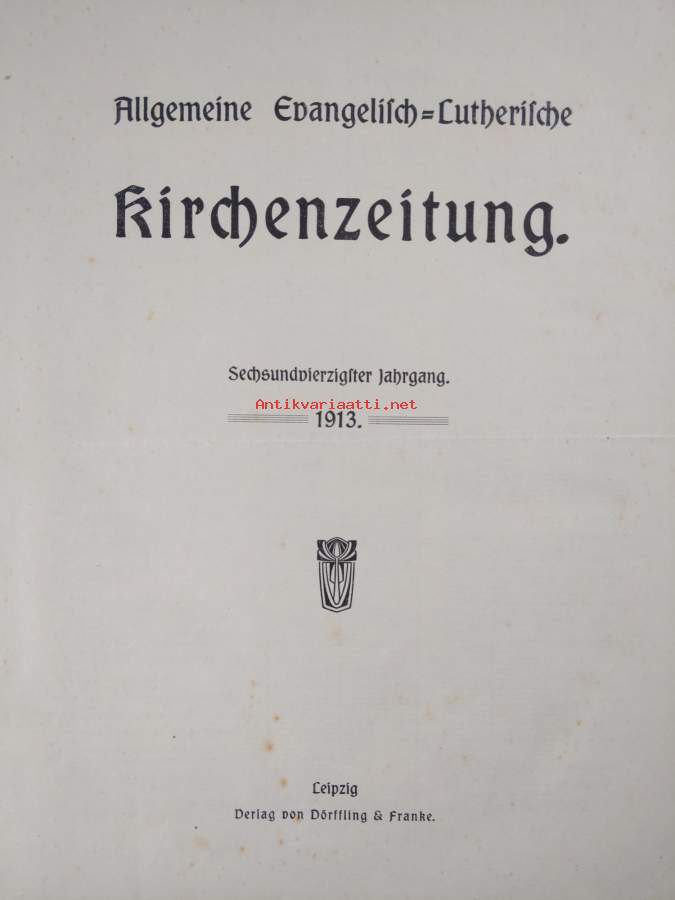 Allgemeine Evangeliſch=Lutheriſche
Kirchenzeitung.
Sechsundvierzigſter Jahrgang.
Antikvariaatti.net
1913.
Leipzig
Verlag von Dörffling & Franke.